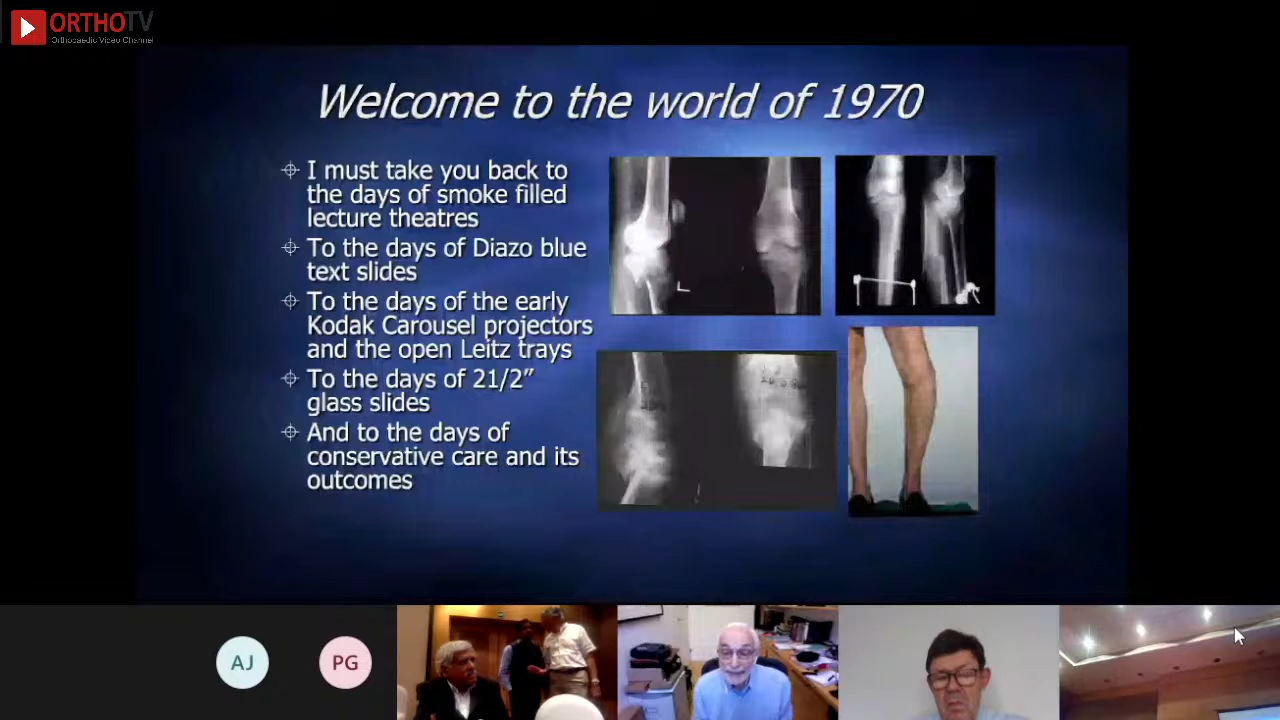 ORTHOTV
Orthopaedic Video Channel
Welcome to the world of 1970
I must take you back to
the days of smoke filled
lecture theatres
To the days of Diazo blue
text slides
To the days of the early
Kodak Carousel projectors
and the open Leitz trays
To the days of 21/2”
glass slides
And to the days of
conservative care and its
outcomes
L
AJ
PG